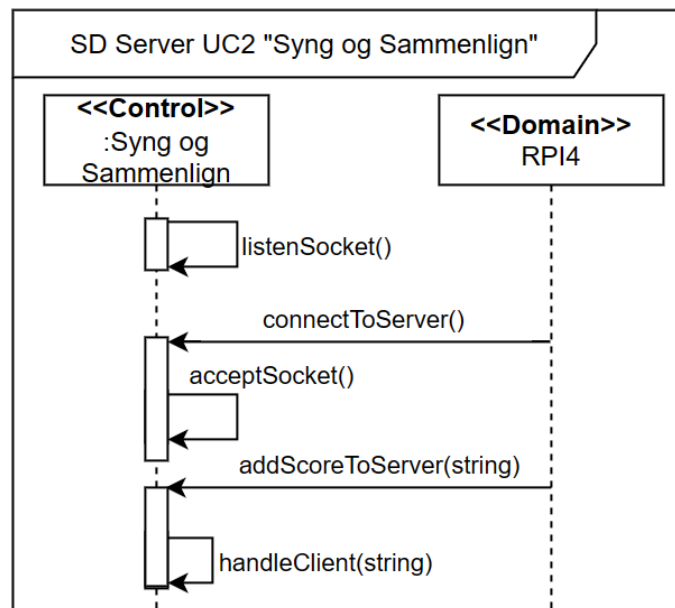 SD Server UC2 "Syng og Sammenlign"
<<Control>>
:Syng og
Sammenlign
<<Domain>>
RPI4
listenSocket()
connectToServer()
acceptSocket()
addScoreToServer(string)
handleClient(string)